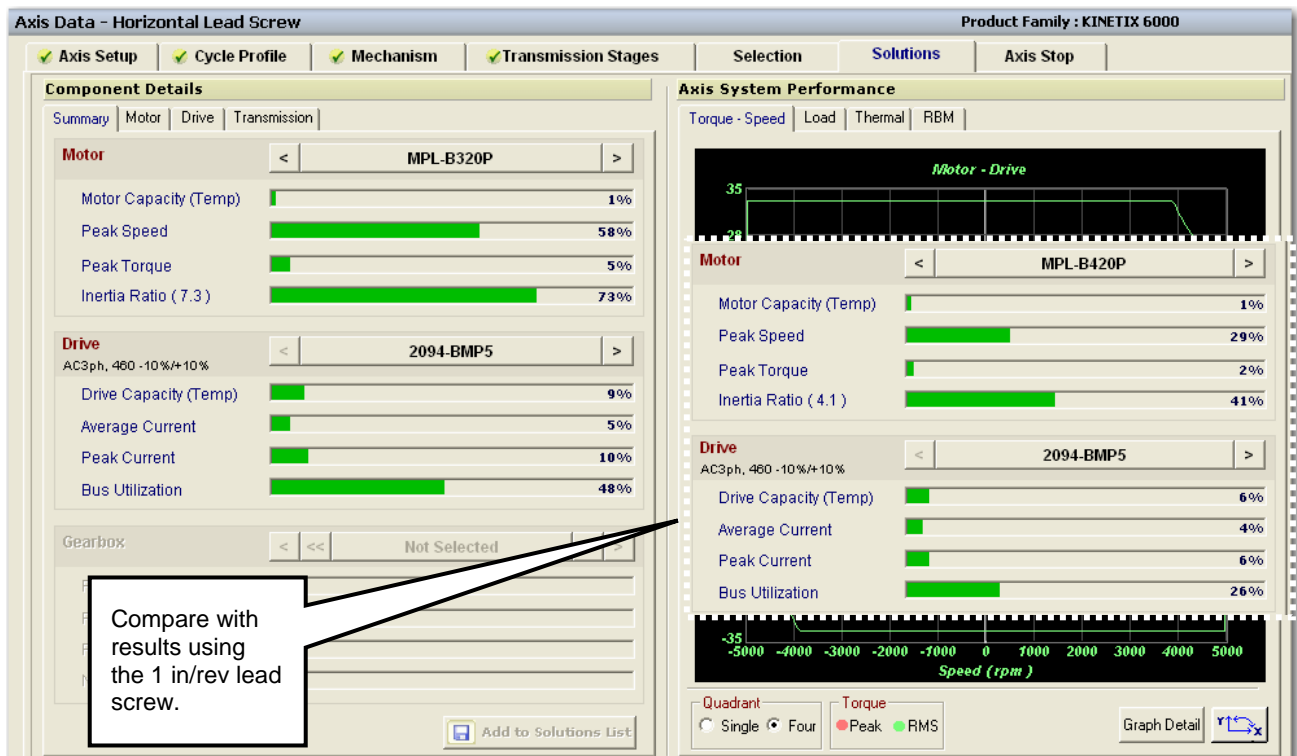 Axis Data - Horizontal Lead Screw
Product Family : KINETIX 6000
Axis Setup
Cycle Profile
Mechanism
Transmission Stages
Selection
Solutions
Axis Stop
Component Details
Summary
Motor
Drive
Transmission
Motor
<
MPL-B320P
>
Motor Capacity (Temp)
1%
Peak Speed
58%
Peak Torque
5%
Inertia Ratio ( 7.3 )
73%
Drive
AC3ph, 460 -10%/+10%
<
2094-BMP5
>
Drive Capacity (Temp)
9%
Average Current
5%
Peak Current
10%
Bus Utilization
48%
Gearbox
<
<<
Not Selected
>
Compare with
results using
the 1 in/rev lead
screw.
Add to Solutions List
Axis System Performance
Torque - Speed
Load
Thermal
RBM
Motor - Drive
35
28
Motor
<
MPL-B420P
>
Motor Capacity (Temp)
1%
Peak Speed
29%
Peak Torque
2%
Inertia Ratio ( 4.1 )
41%
Drive
AC3ph, 460 -10%/+10%
<
2094-BMP5
>
Drive Capacity (Temp)
6%
Average Current
4%
Peak Current
6%
Bus Utilization
26%
-35
-5000 -4000 -3000 -2000 -1000 0 1000 2000 3000 4000 5000
Speed ( rpm )
Quadrant
Single
Four
Torque
Peak
RMS
Graph Detail
Y
X